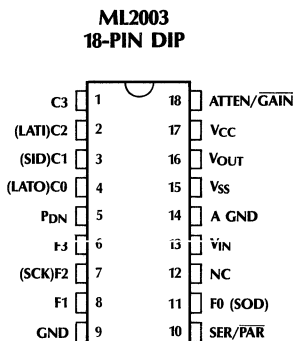 ML2003
18-PIN DIP
C3 1 18 ATTEN/GAIN
(LATI)C2 2 17 VCC
(SID)C1 3 16 VOUT
(LATO)C0 4 15 VSS
PDN 5 14 A GND
F3 6 13 VIN
(SCK)F2 7 12 NC
F1 8 11 F0 (SOD)
GND 9 10 SER/PAR